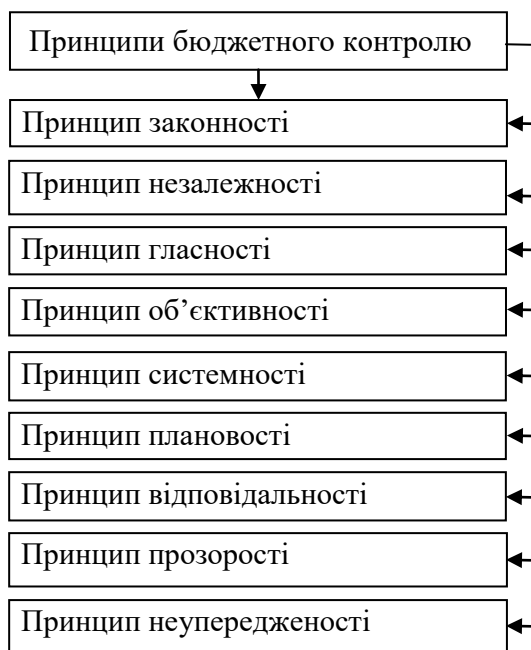 Принципи бюджетного контролю
Принцип законності
Принцип незалежності
Принцип гласності
Принцип об’єктивності
Принцип системності
Принцип плановості
Принцип відповідальності
Принцип прозорості
Принцип неупередженості